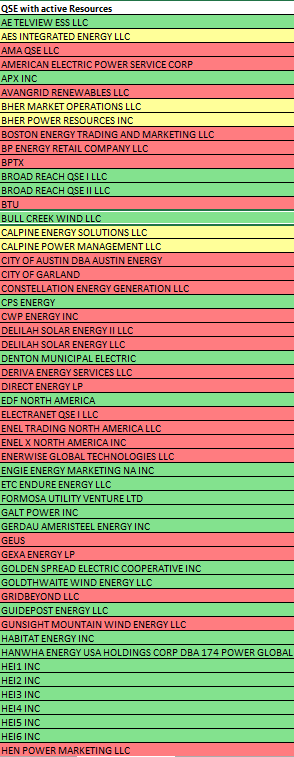 QSE with active Resources
AE TELVIEW ESS LLC
AES INTEGRATED ENERGY LLC
AMA QSE LLC
AMERICAN ELECTRIC POWER SERVICE CORP
APX INC
AVANGRID RENEWABLES LLC
BHER MARKET OPERATIONS LLC
BHER POWER RESOURCES INC
BOSTON ENERGY TRADING AND MARKETING LLC
BP ENERGY RETAIL COMPANY LLC
BPTX
BROAD REACH QSE I LLC
BROAD REACH QSE II LLC
BTU
BULL CREEK WIND LLC
CALPINE ENERGY SOLUTIONS LLC
CALPINE POWER MANAGEMENT LLC
CITY OF AUSTIN DBA AUSTIN ENERGY
CITY OF GARLAND
CONSTELLATION ENERGY GENERATION LLC
CPS ENERGY
CWP ENERGY INC
DELILAH SOLAR ENERGY II LLC
DELILAH SOLAR ENERGY LLC
DENTON MUNICIPAL ELECTRIC
DERIVA ENERGY SERVICES LLC
DIRECT ENERGY LP
EDF NORTH AMERICA
ELECTRANET QSE I LLC
ENEL TRADING NORTH AMERICA LLC
ENEL X NORTH AMERICA INC
ENERWISE GLOBAL TECHNOLOGIES LLC
ENGIE ENERGY MARKETING NA INC
ETC ENDURE ENERGY LLC
FORMOSA UTILITY VENTURE LTD
GALT POWER INC
GERDAU AMERISTEEL ENERGY INC
GEUS
GEXA ENERGY LP
GOLDEN SPREAD ELECTRIC COOPERATIVE INC
GOLDTHWAITE WIND ENERGY LLC
GRIDBEYOND LLC
GUIDEPOST ENERGY LLC
GUNSIGHT MOUNTAIN WIND ENERGY LLC
HABITAT ENERGY INC
HANWHA ENERGY USA HOLDINGS CORP DBA 174 POWER GLOBAL
HEI1 INC
HEI2 INC
HEI3 INC
HEI4 INC
HEI5 INC
HEI6 INC
HEN POWER MARKETING LLC